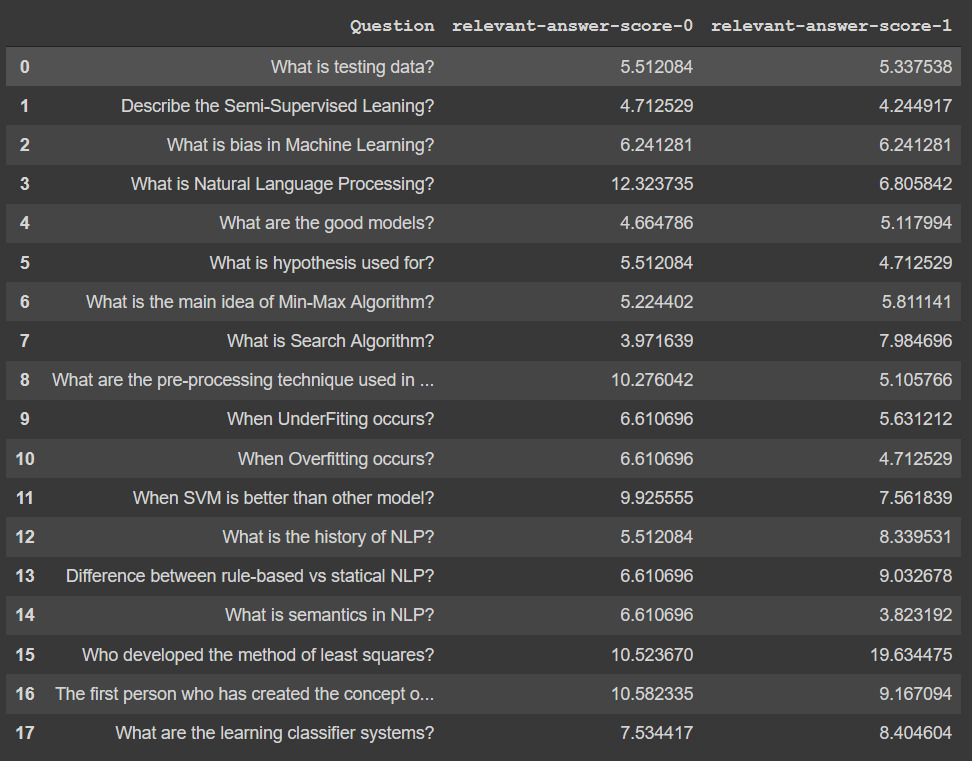 Question relevant-answer-score-0 relevant-answer-score-1
0 What is testing data? 5.512084 5.337538
1 Describe the Semi-Supervised Leaning? 4.712529 4.244917
2 What is bias in Machine Learning? 6.241281 6.241281
3 What is Natural Language Processing? 12.323735 6.805842
4 What are the good models? 4.664786 5.117994
5 What is hypothesis used for? 5.512084 4.712529
6 What is the main idea of Min-Max Algorithm? 5.224402 5.811141
7 What is Search Algorithm? 3.971639 7.984696
8 What are the pre-processing technique used in ... 10.276042 5.105766
9 When UnderFiting occurs? 6.610696 5.631212
10 When Overfitting occurs? 6.610696 4.712529
11 When SVM is better than other model? 9.925555 7.561839
12 What is the history of NLP? 5.512084 8.339531
13 Difference between rule-based vs statical NLP? 6.610696 9.032678
14 What is semantics in NLP? 6.610696 3.823192
15 Who developed the method of least squares? 10.523670 19.634475
16 The first person who has created the concept o... 10.582335 9.167094
17 What are the learning classifier systems? 7.534417 8.404604